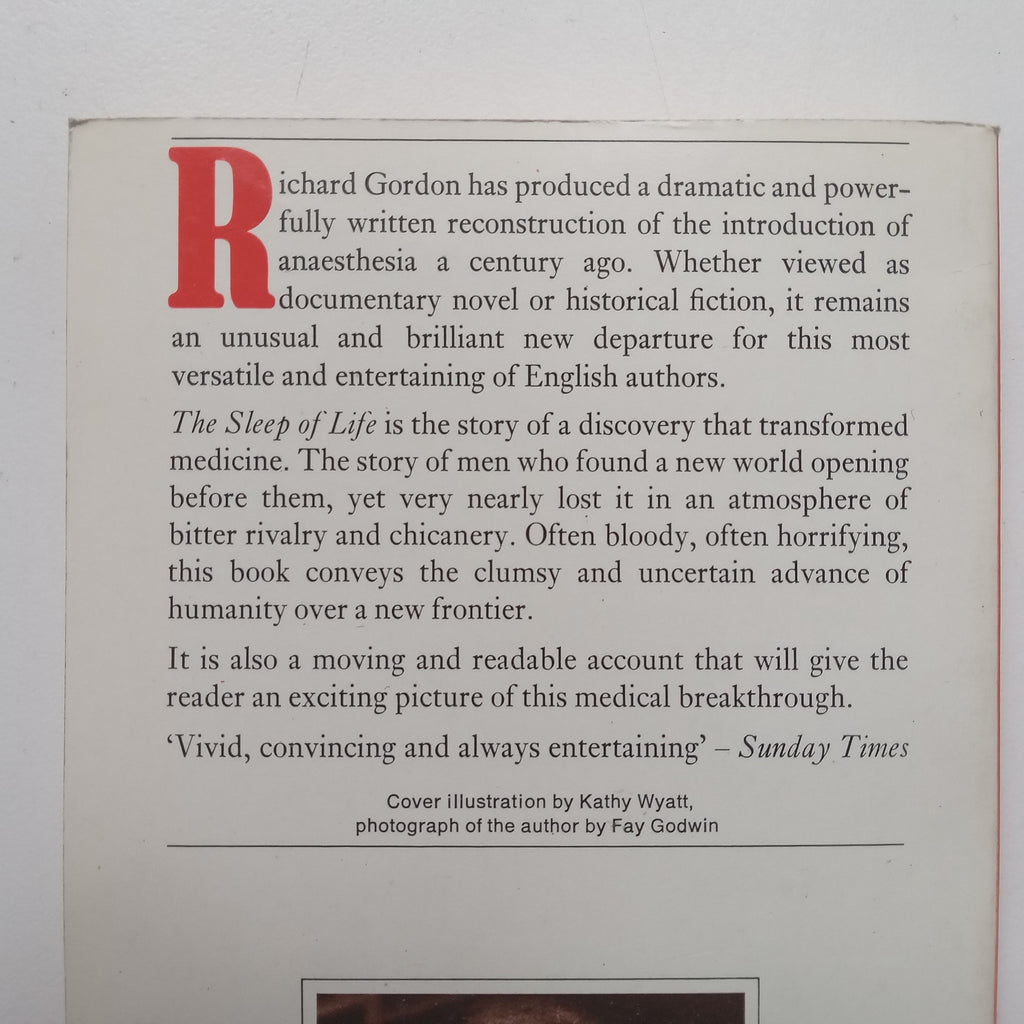 Richard Gordon has produced a dramatic and power-
fully written reconstruction of the introduction of
anaesthesia a century ago. Whether viewed as
documentary novel or historical fiction, it remains
an unusual and brilliant new departure for this most
versatile and entertaining of English authors.
The Sleep of Life is the story of a discovery that transformed
medicine. The story of men who found a new world opening
before them, yet very nearly lost it in an atmosphere of
bitter rivalry and chicanery. Often bloody, often horrifying,
this book conveys the clumsy and uncertain advance of
humanity over a new frontier.
It is also a moving and readable account that will give the
reader an exciting picture of this medical breakthrough.
‘Vivid, convincing and always entertaining’ – Sunday Times
Cover illustration by Kathy Wyatt,
photograph of the author by Fay Godwin